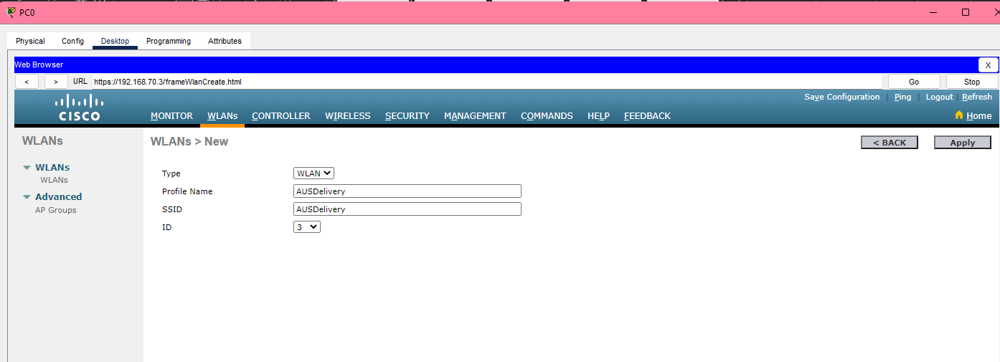 PC0
Physical Config Desktop Programming Attributes
Web Browser X
< > URL https://192.168.70.3/frameWlanCreate.html Go Stop
Save Configuration | Ping | Logout | Refresh
CISCO MONITOR WLANs CONTROLLER WIRELESS SECURITY MANAGEMENT COMMANDS HELP FEEDBACK Home
WLANs
WLANs
WLANs
Advanced
AP Groups
WLANs > New < BACK Apply
Type WLAN
Profile Name AUSDelivery
SSID AUSDelivery
ID 3